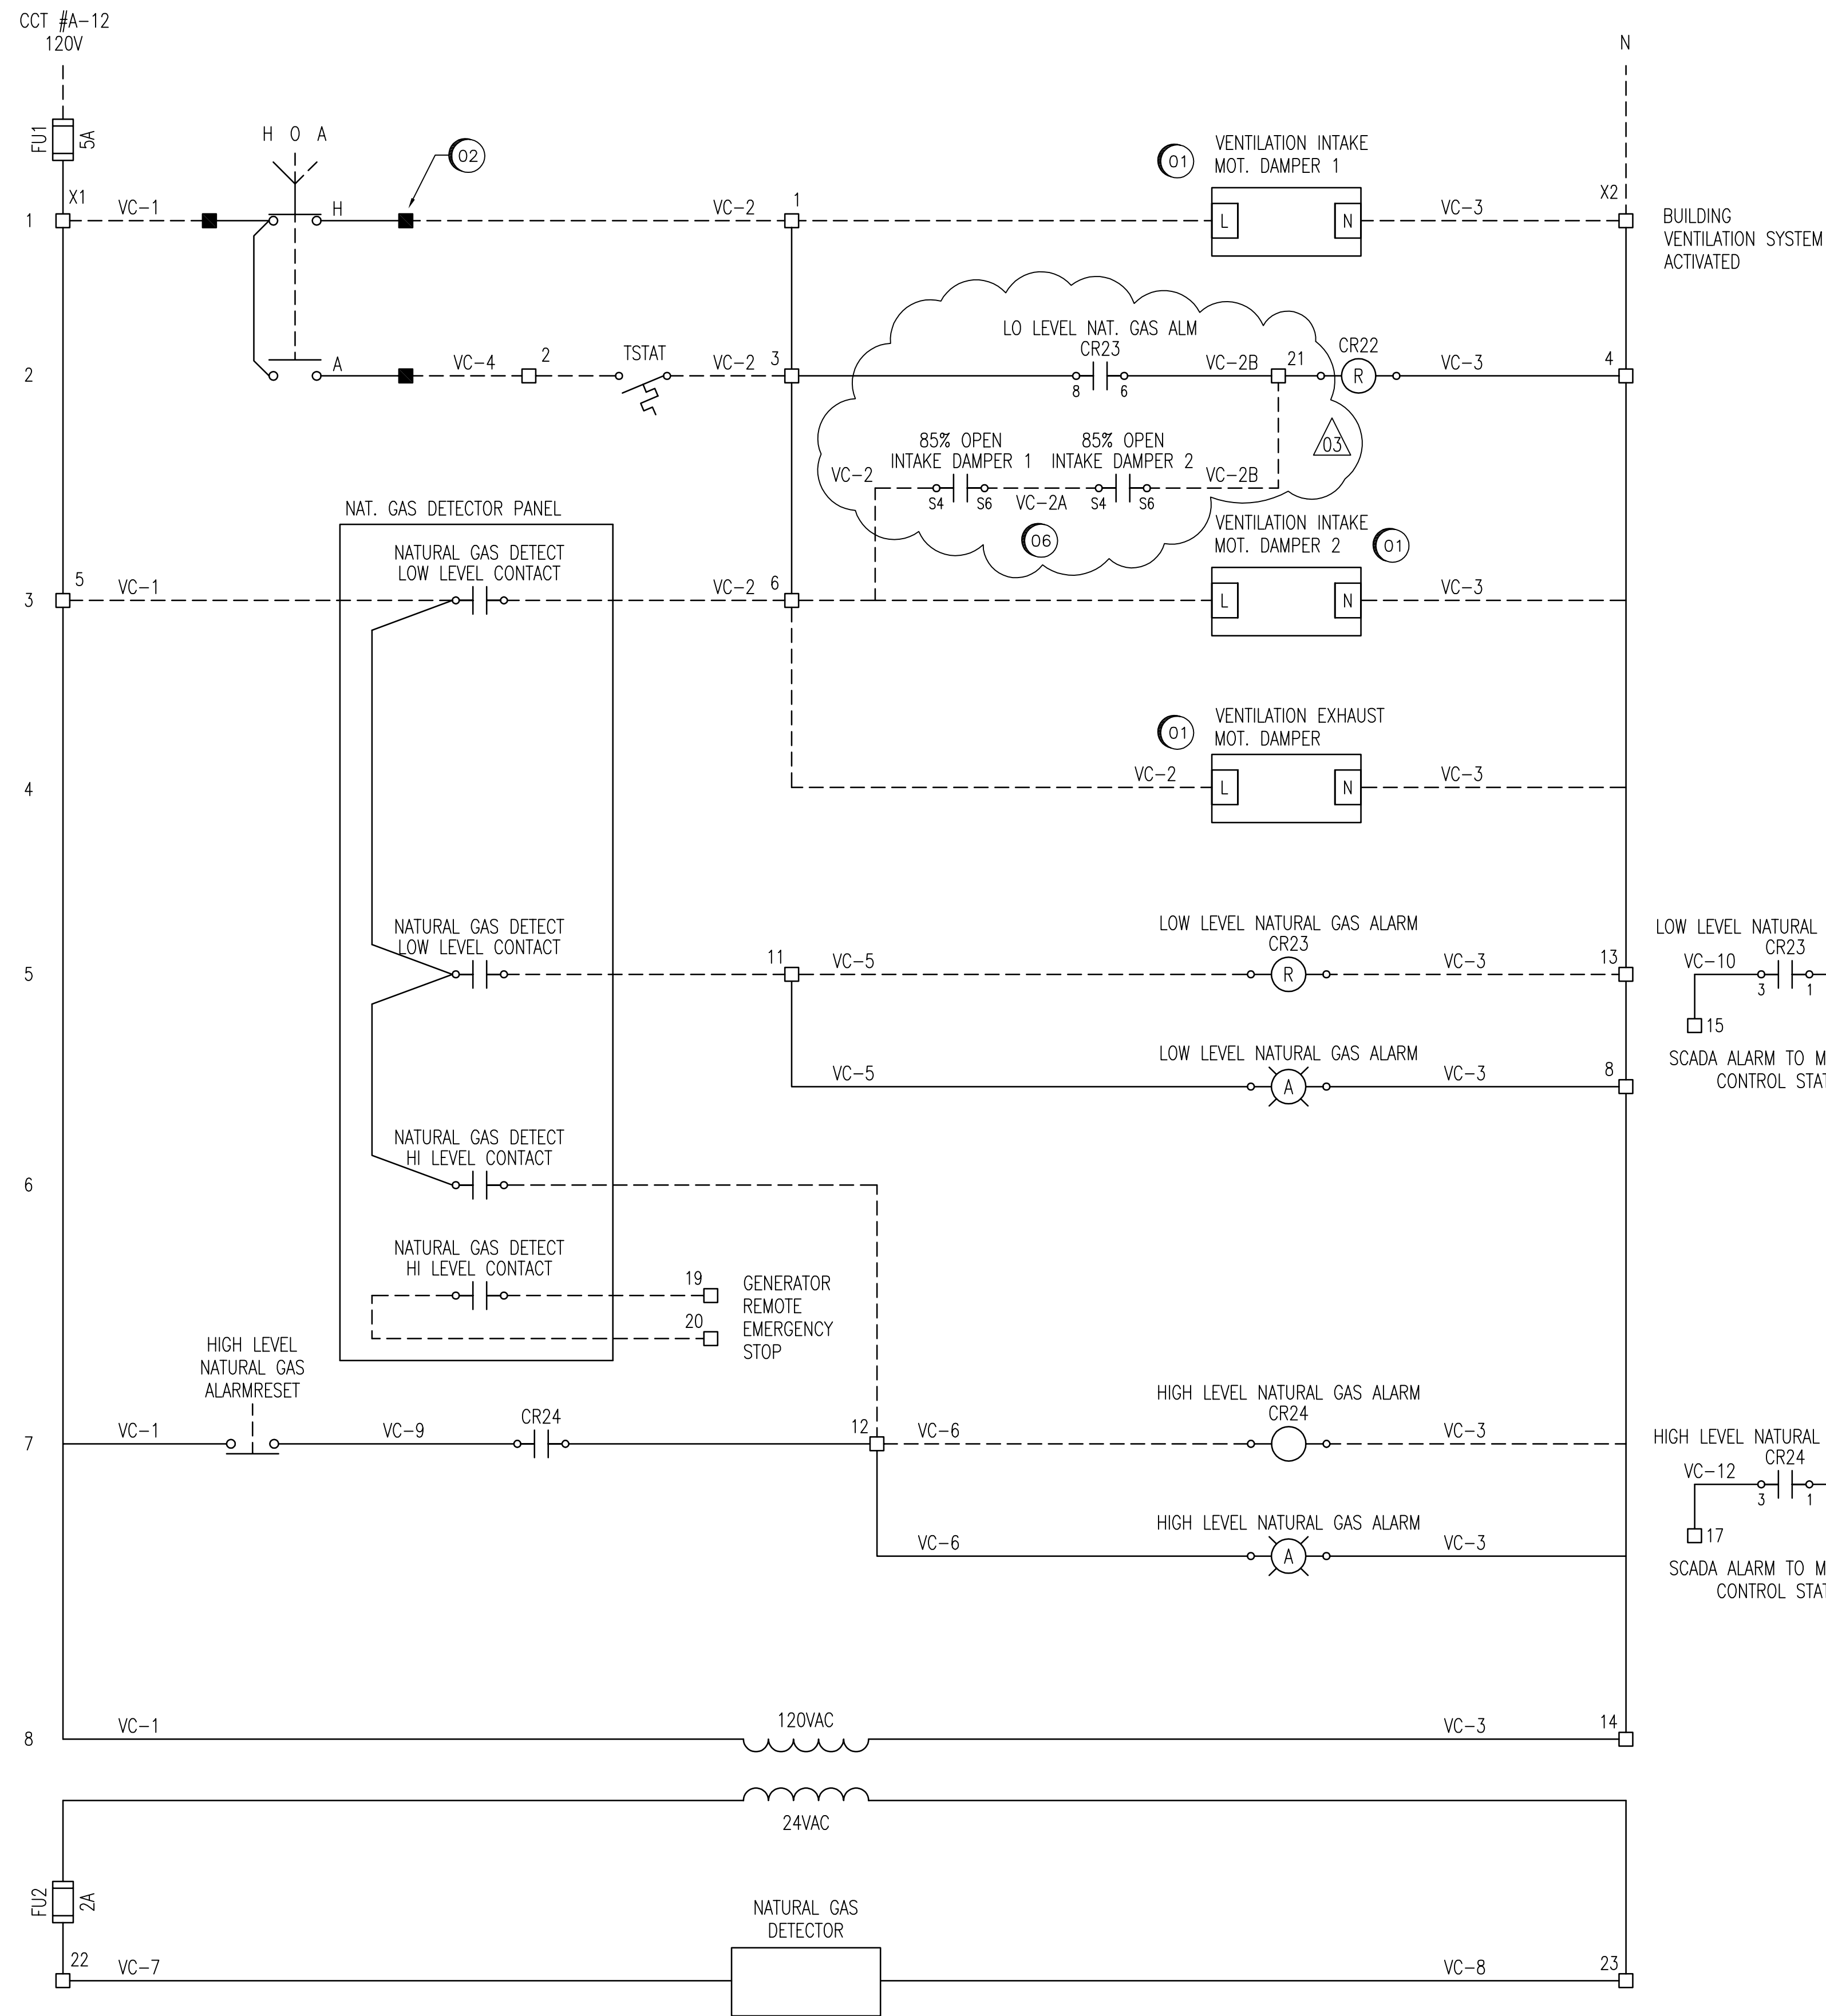 CCT #A-12
120V
N
FU1
5A
H O A
02
VENTILATION INTAKE
MOT. DAMPER 1
01
X1
VC-1
H
VC-2
1
L
N
VC-3
X2
1
BUILDING
VENTILATION SYSTEM
ACTIVATED
LO LEVEL NAT. GAS ALM
CR23
8
6
VC-2B
21
CR22
R
VC-3
4
2
A
VC-4
2
TSTAT
VC-2
3
03
85% OPEN
INTAKE DAMPER 1
85% OPEN
INTAKE DAMPER 2
VC-2
S4
S6
VC-2A
S4
S6
VC-2B
06
NAT. GAS DETECTOR PANEL
VENTILATION INTAKE
MOT. DAMPER 2
01
NATURAL GAS DETECT
LOW LEVEL CONTACT
5
VC-1
VC-2
6
L
N
VC-3
3
VENTILATION EXHAUST
MOT. DAMPER
01
VC-2
L
N
VC-3
4
NATURAL GAS DETECT
LOW LEVEL CONTACT
LOW LEVEL NATURAL GAS ALARM
CR23
11
VC-5
R
VC-3
13
5
LOW LEVEL NATURAL
CR23
VC-10
3
1
15
SCADA ALARM TO M
CONTROL STAT
LOW LEVEL NATURAL GAS ALARM
VC-5
A
VC-3
8
NATURAL GAS DETECT
HI LEVEL CONTACT
6
NATURAL GAS DETECT
HI LEVEL CONTACT
19
20
GENERATOR
REMOTE
EMERGENCY
STOP
HIGH LEVEL
NATURAL GAS
ALARMRESET
HIGH LEVEL NATURAL GAS ALARM
CR24
7
VC-1
VC-9
CR24
12
VC-6
VC-3
HIGH LEVEL NATURAL
CR24
VC-12
3
1
17
SCADA ALARM TO M
CONTROL STAT
HIGH LEVEL NATURAL GAS ALARM
VC-6
A
VC-3
8
VC-1
120VAC
VC-3
14
24VAC
FU2
2A
NATURAL GAS
DETECTOR
22
VC-7
VC-8
23